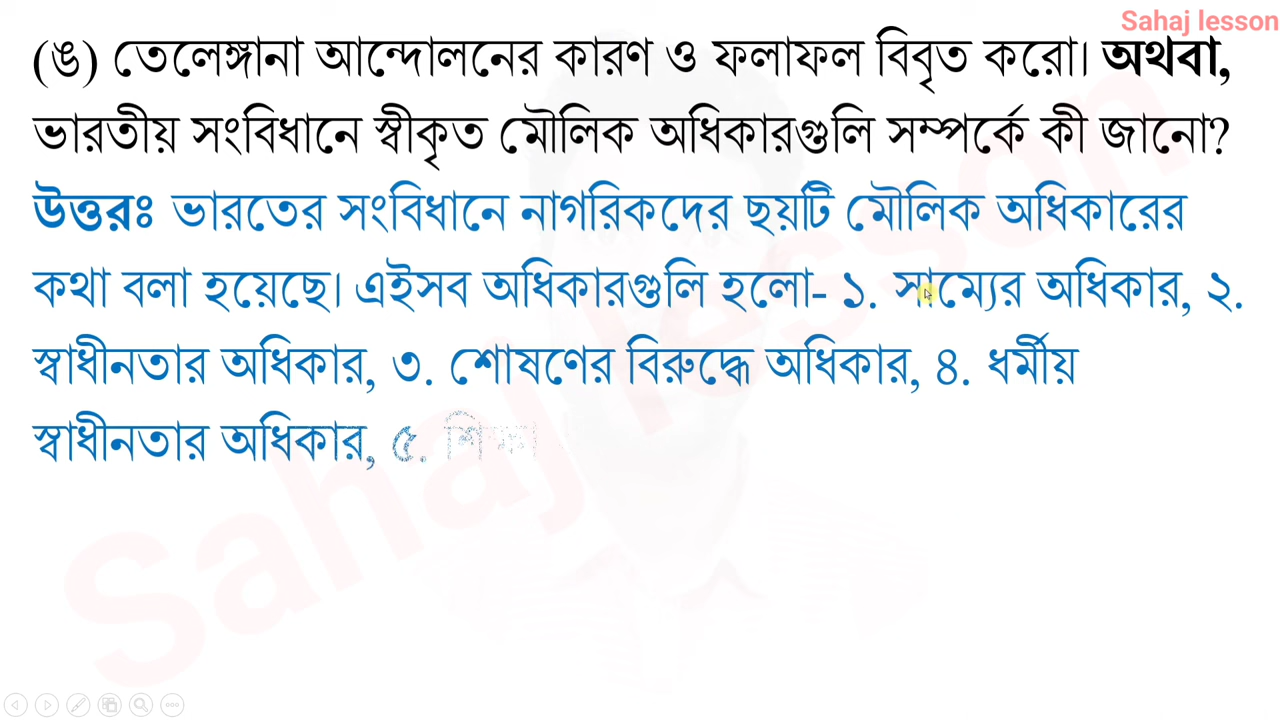 Sahaj lesson
(ঙ) তেলেঙ্গানা আন্দোলনের কারণ ও ফলাফল বিবৃত করো। অথবা,
ভারতীয় সংবিধানে স্বীকৃত মৌলিক অধিকারগুলি সম্পর্কে কী জানো?
উত্তরঃ ভারতের সংবিধানে নাগরিকদের ছয়টি মৌলিক অধিকারের
কথা বলা হয়েছে। এইসব অধিকারগুলি হলো- ১. সাম্যের অধিকার, ২.
স্বাধীনতার অধিকার, ৩. শোষণের বিরুদ্ধে অধিকার, ৪. ধর্মীয়
স্বাধীনতার অধিকার, ৫. শিক্ষা
Sahaj lesson